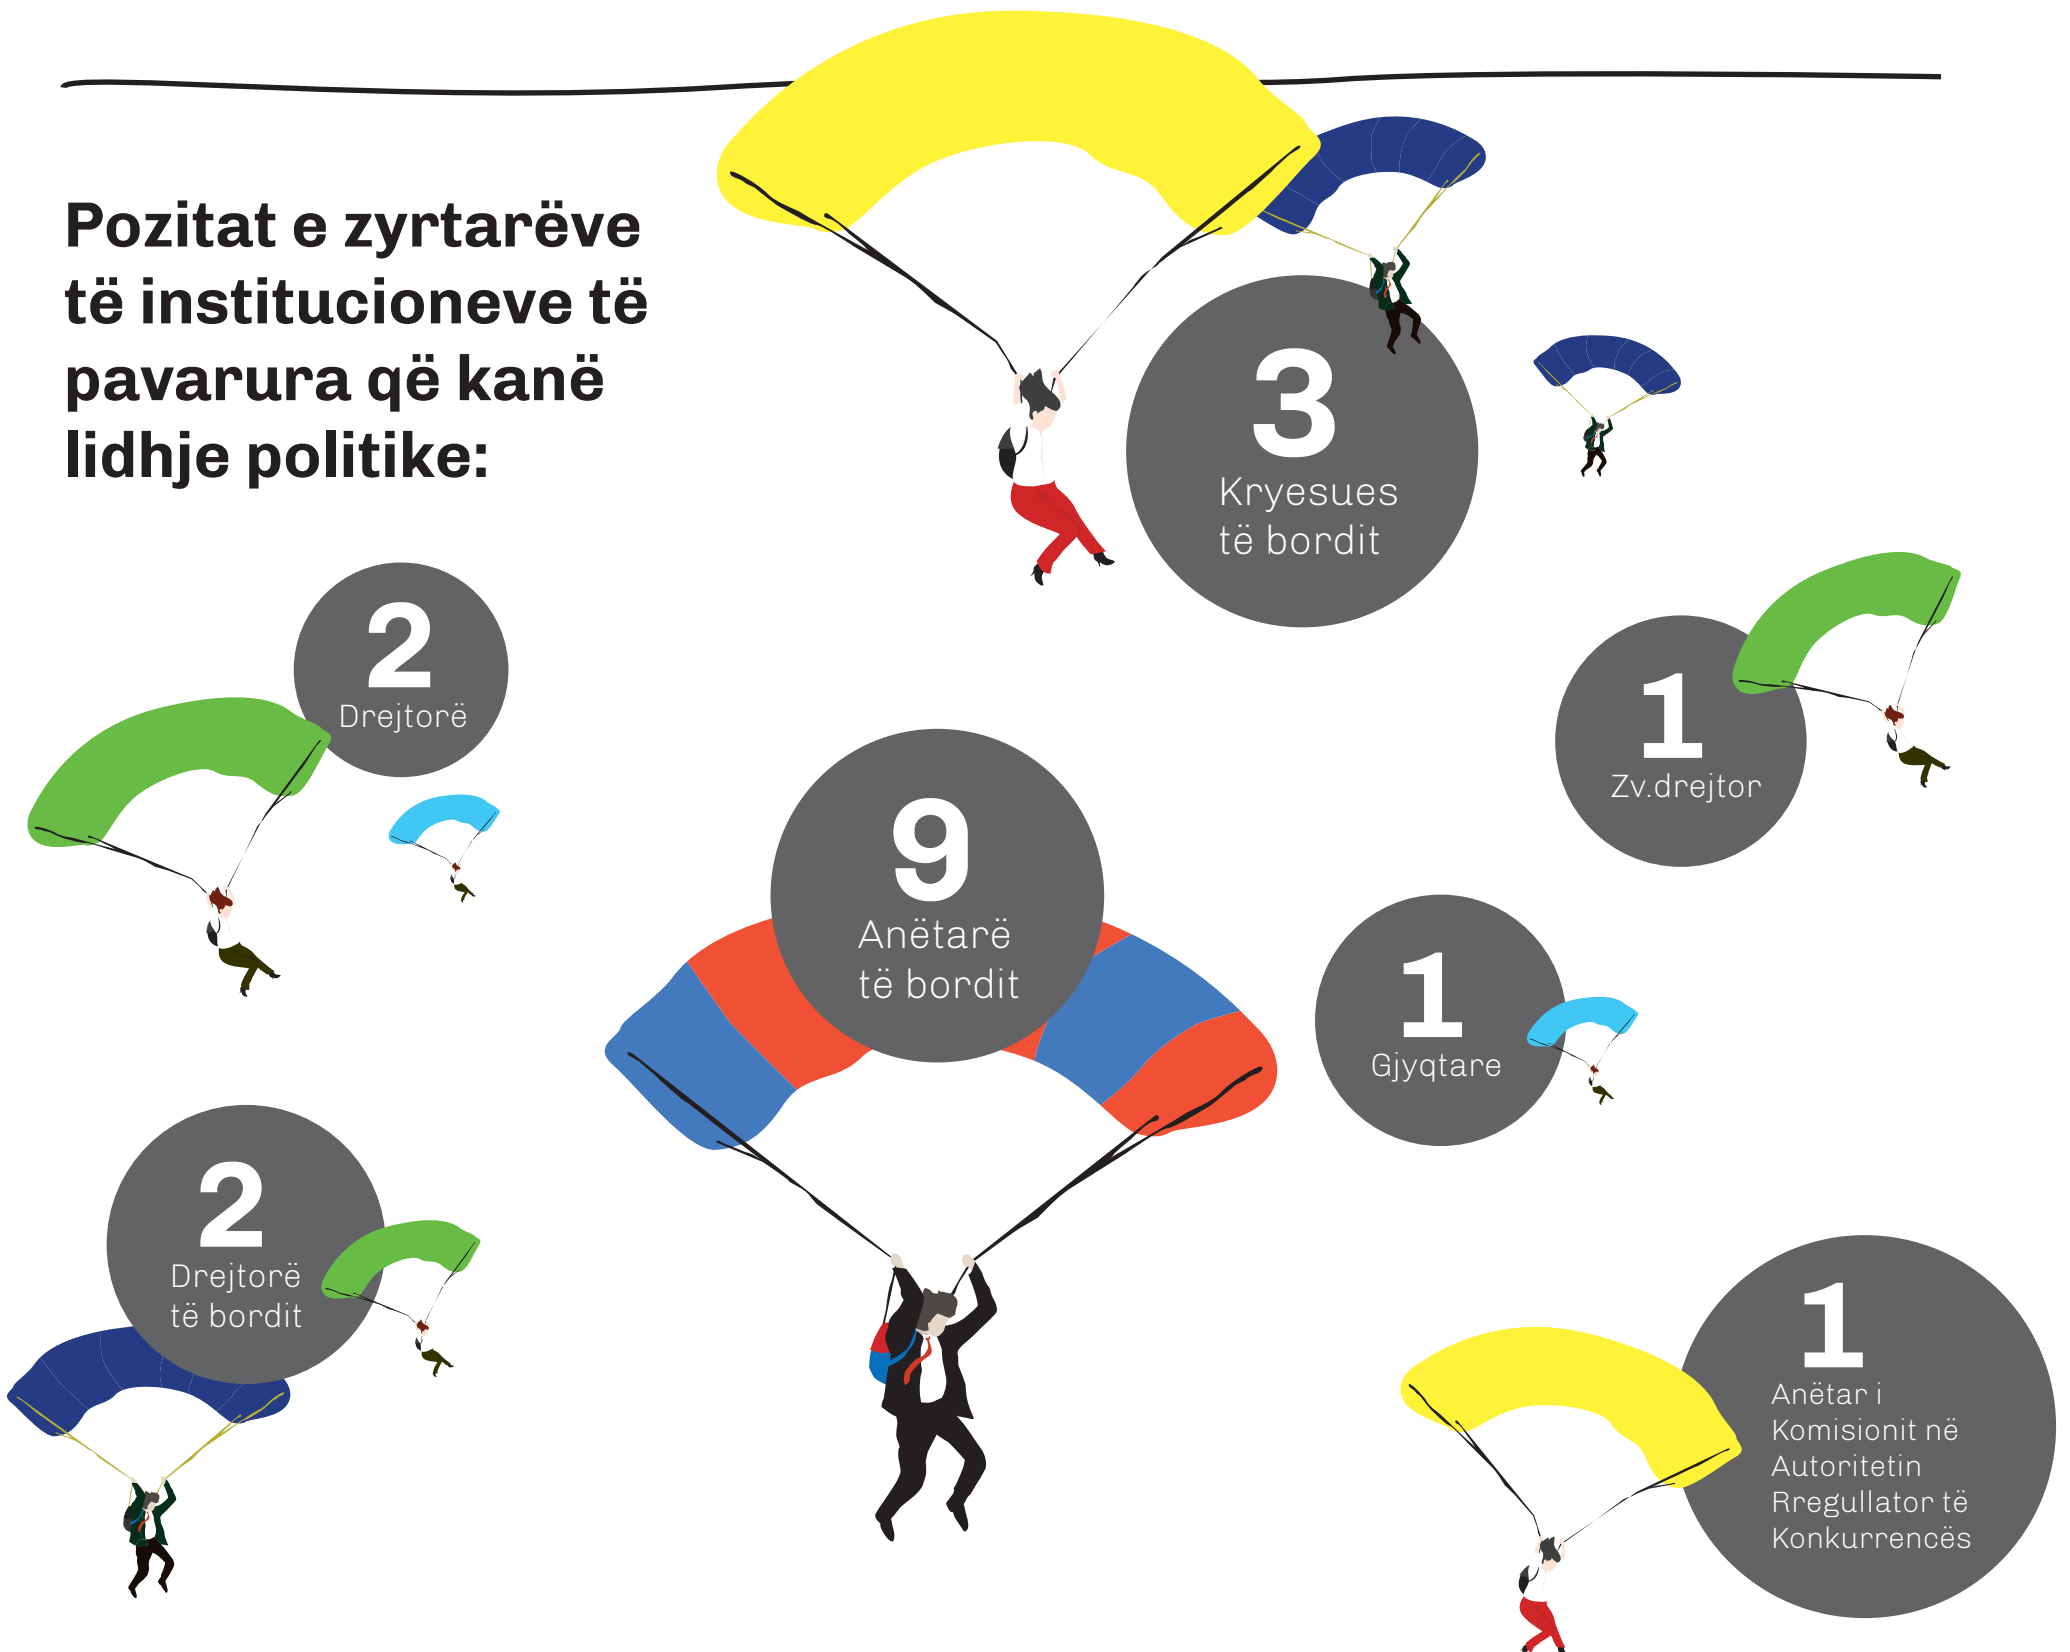 Pozitat e zyrtarëve
të institucioneve të
pavarura që kanë
lidhje politike:
3
Kryesues
të bordit
2
Drejtorë
1
Zv.drejtor
9
Anëtarë
të bordit
1
Gjyqtare
2
Drejtorë
të bordit
1
Anëtar i
Komisionit në
Autoritetin
Rregullator të
Konkurrencës